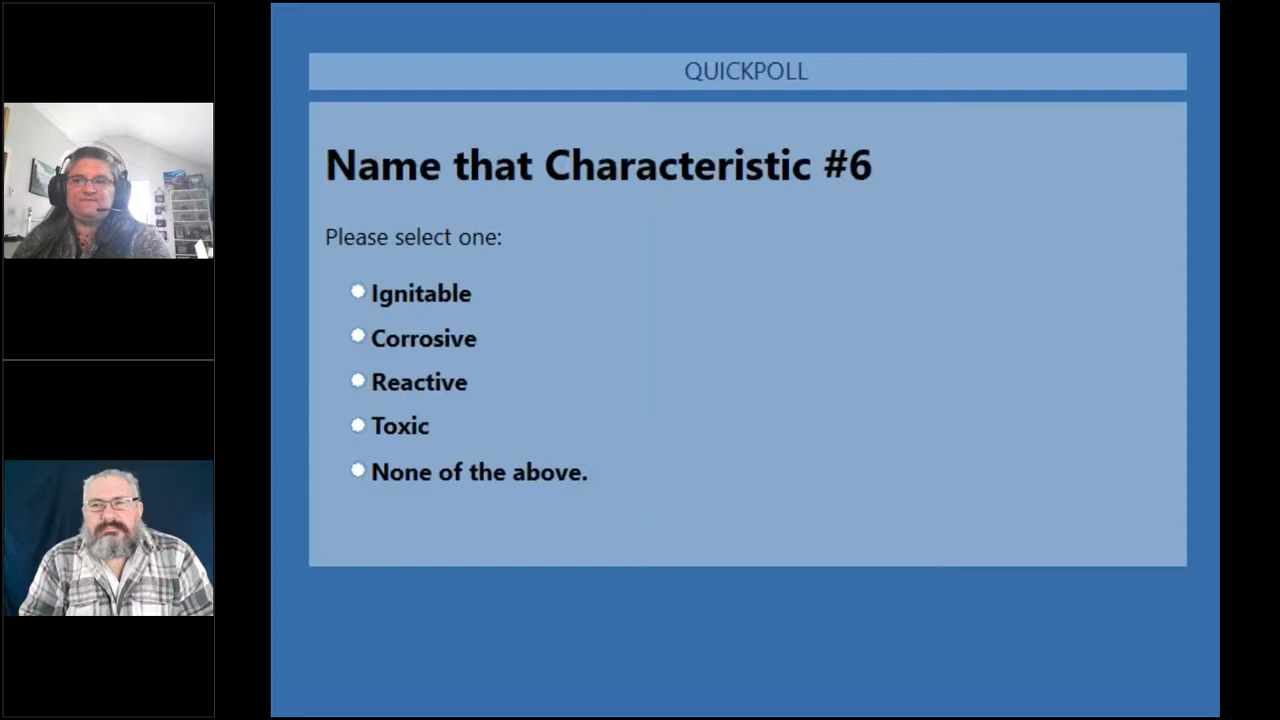 QUICKPOLL
Name that Characteristic #6
Please select one:
Ignitable
Corrosive
Reactive
Toxic
None of the above.